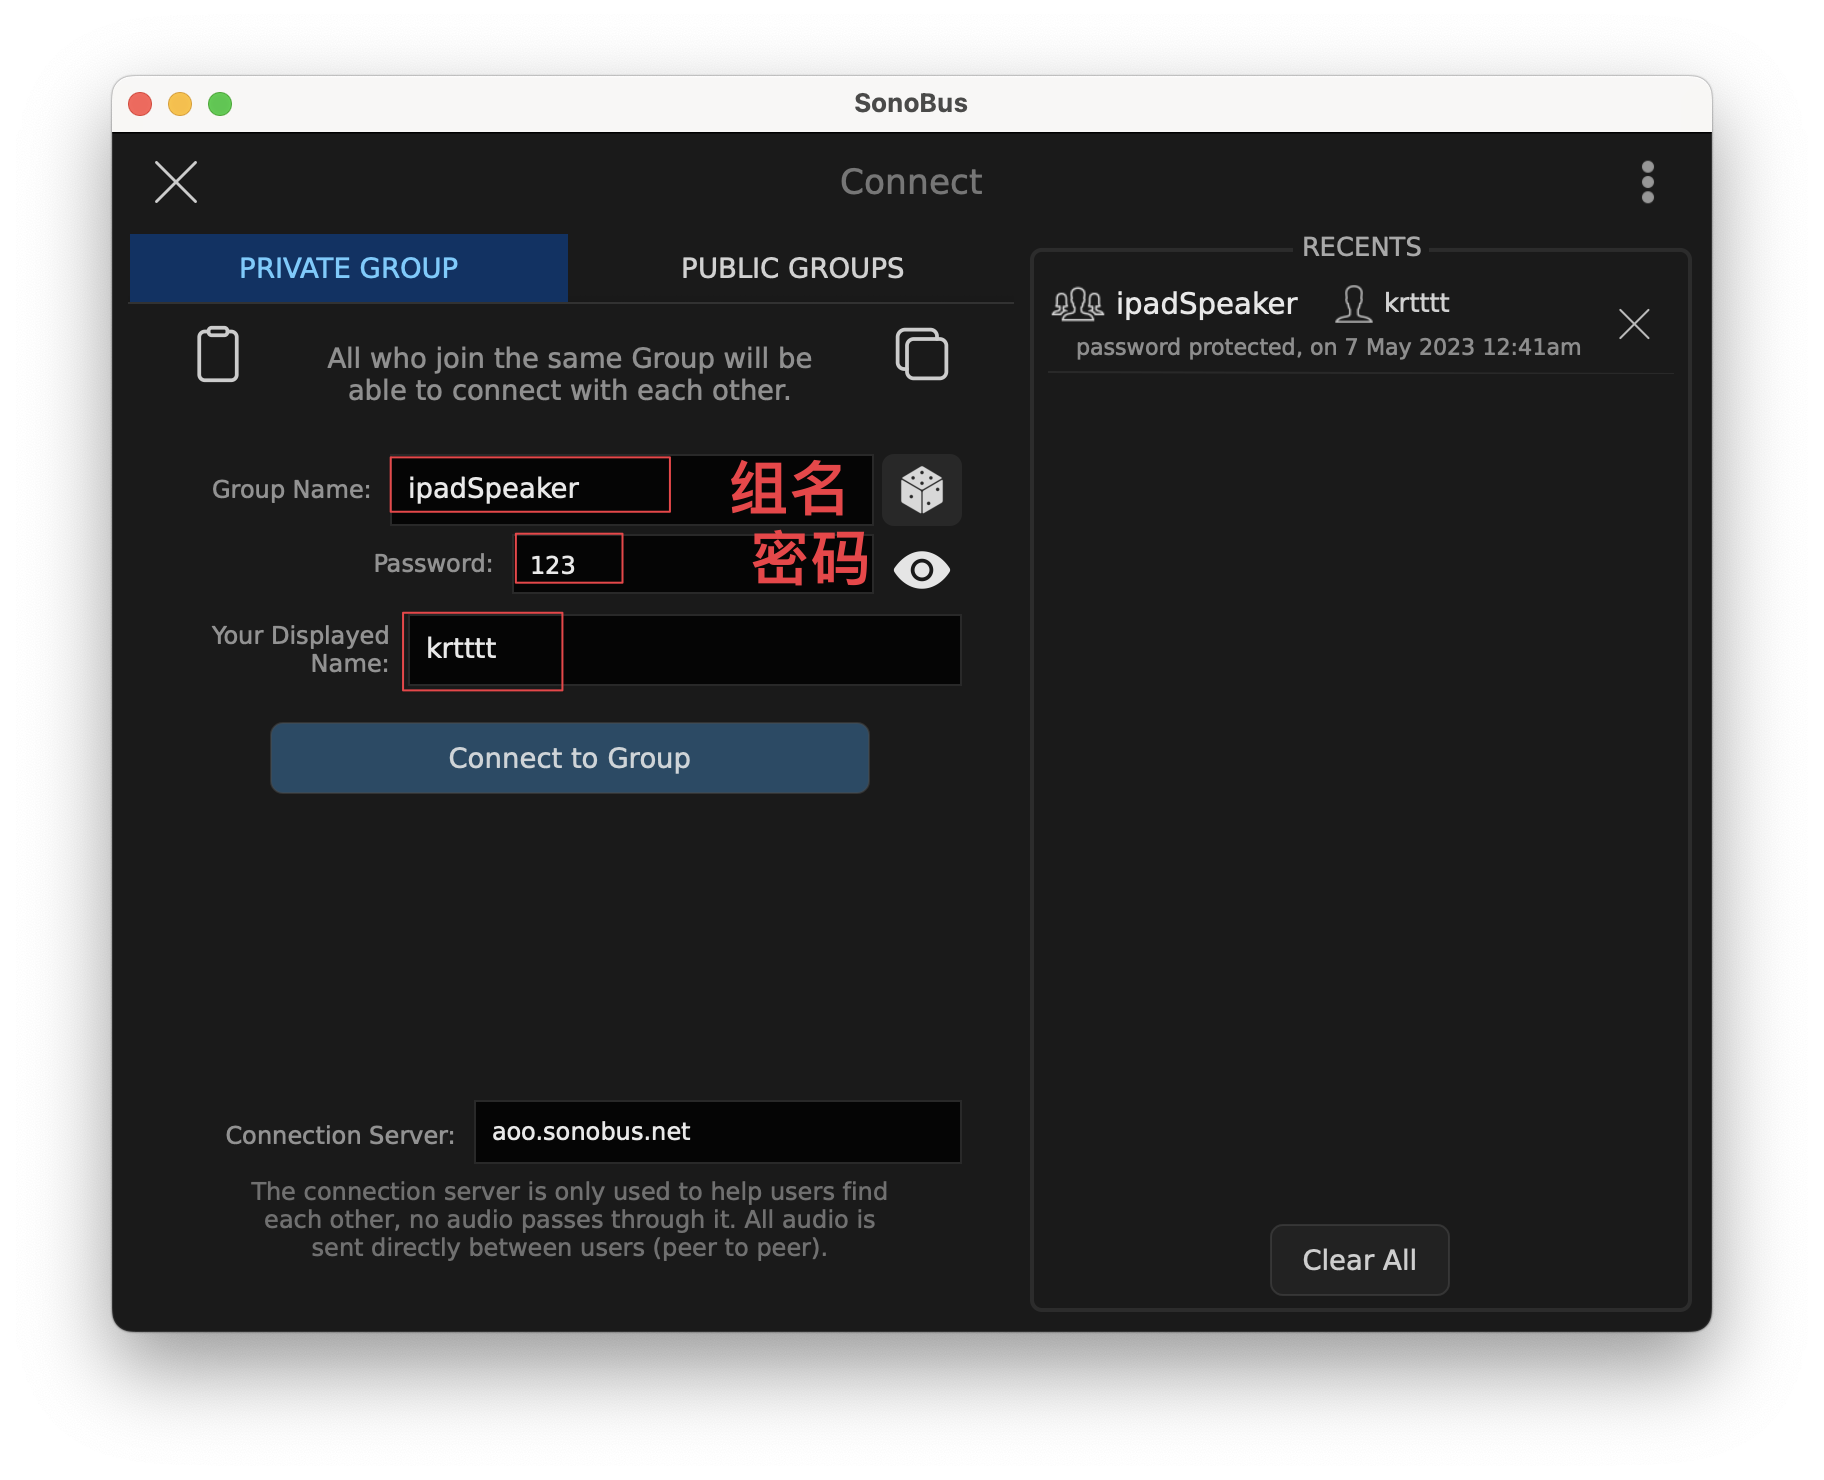 SonoBus
Connect
PRIVATE GROUP
PUBLIC GROUPS
All who join the same Group will be
able to connect with each other.
Group Name:
ipadSpeaker
组名
Password:
123
密码
Your Displayed
Name:
krtttt
Connect to Group
Connection Server:
aoo.sonobus.net
The connection server is only used to help users find
each other, no audio passes through it. All audio is
sent directly between users (peer to peer).
RECENTS
ipadSpeaker
krtttt
password protected, on 7 May 2023 12:41am
Clear All